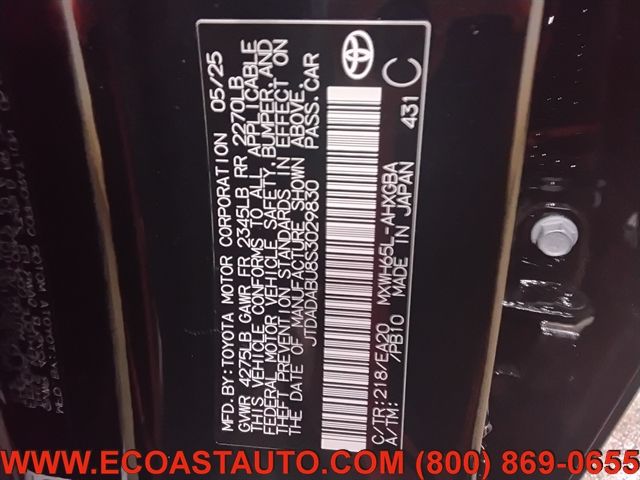 MFD.BY:TOYOTA MOTOR CORPORATION 05/25
GVWR 4275LB GAWR FR 2345LB RR 2270LB
THIS VEHICLE CONFORMS TO ALL APPLICABLE
FEDERAL MOTOR VEHICLE SAFETY, BUMPER, AND
THEFT PREVENTION STANDARDS IN EFFECT ON
THE DATE OF MANUFACTURE SHOWN ABOVE.
JTDADABU08S3029830 PASS.CAR
C/TR:218/EA20 MXWH65L-AHXGBA
A/TM: /PB10 MADE IN JAPAN 431
C
WWW.ECOASTAUTO.COM (800) 869-0655